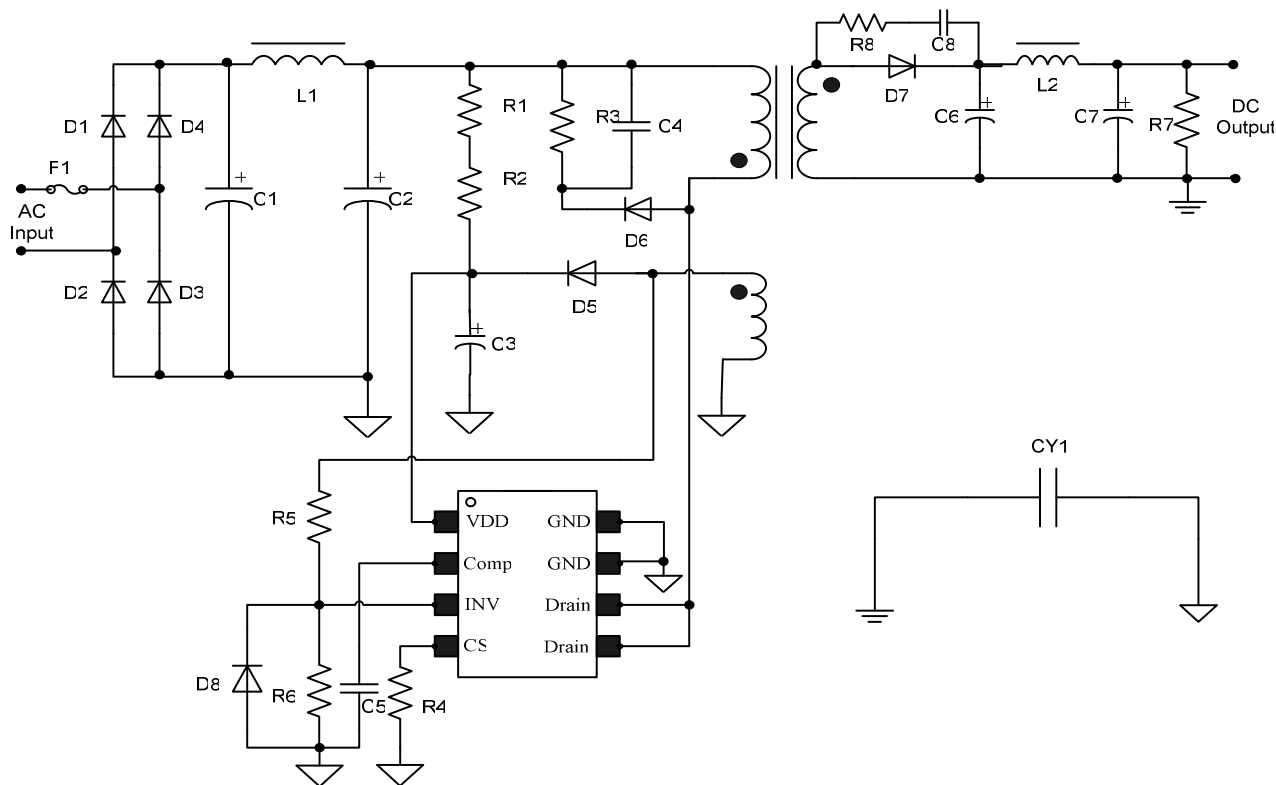 R8
C8
L1
D7
L2
R1
R3
C4
C6
C7
R7
DC
Output
D1
D4
F1
R2
C1
C2
AC
Input
D6
D2
D3
D5
C3
CY1
R5
VDD
GND
Comp
GND
INV
Drain
CS
Drain
D8
R6
C5
R4